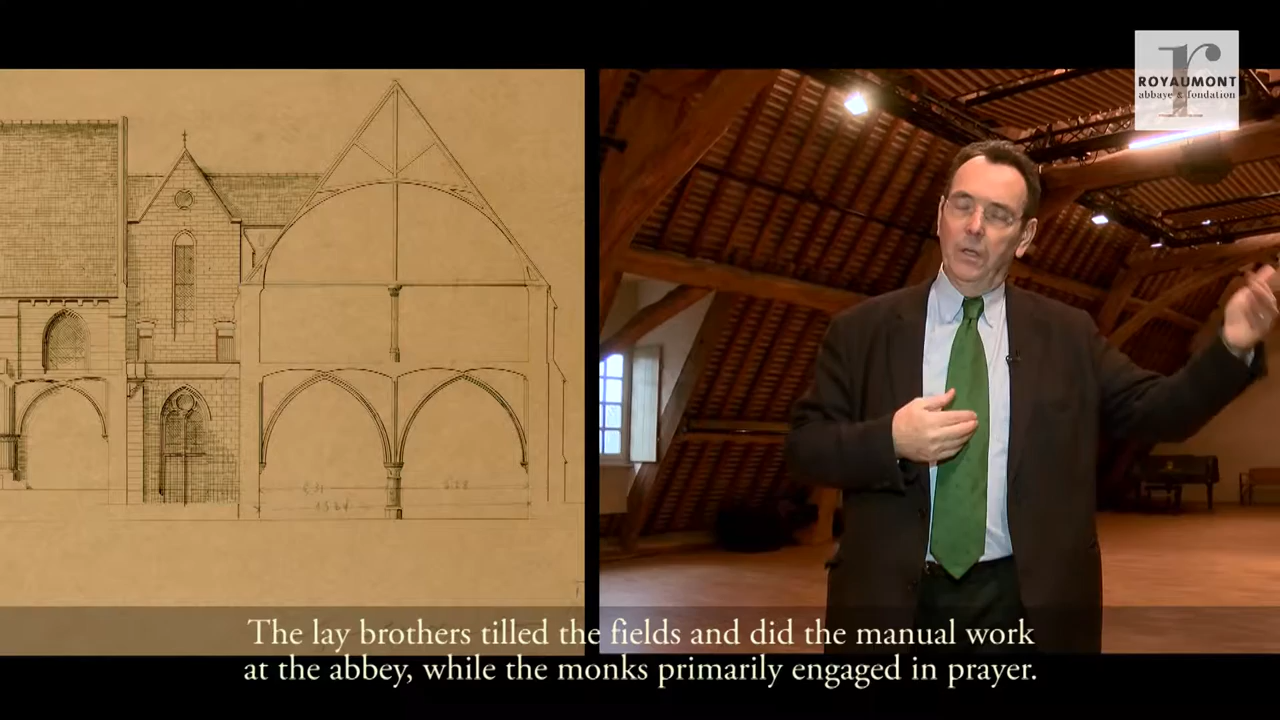 ROYAUMONT
abbaye & fondation
The lay brothers tilled the fields and did the manual work
at the abbey, while the monks primarily engaged in prayer.